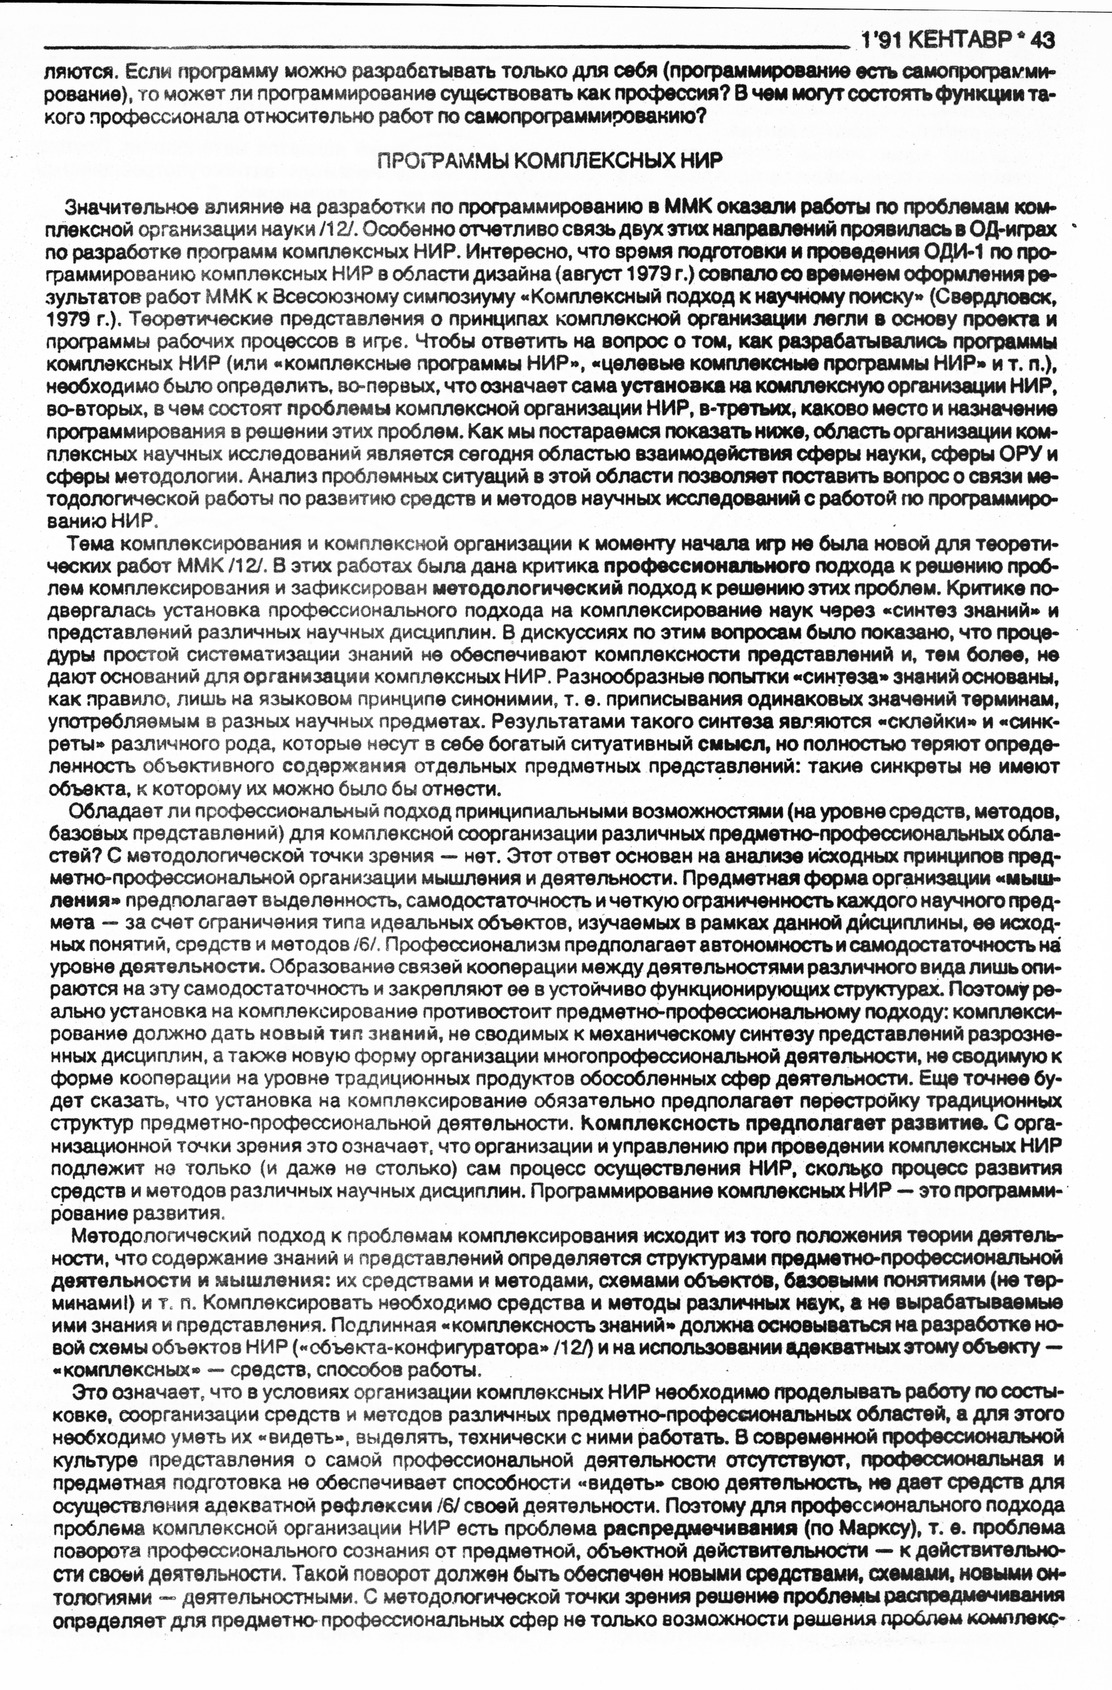 1'91 КЕНТАВР * 43
ляются. Если программу можно разрабатывать только для себя (программирование есть самопрограмми-
рование), то может ли программирование существовать как профессия? В чем могут состоять функции та-
кого профессионала относительно работ по самопрограммированию?
ПРОГРАММЫ КОМПЛЕКСНЫХ НИР
Значительное влияние на разработки по программированию в ММК оказали работы по проблемам ком-
плексной организации науки /12/. Особенно отчетливо связь двух этих направлений проявилась в ОД-играх
по разработке программ комплексных НИР. Интересно, что время подготовки и проведения ОДИ-1 по про-
граммированию комплексных НИР в области дизайна (август 1979 г.) совпало со временем оформления ре-
зультатов работ ММК к Всесоюзному симпозиуму «Комплексный подход к научному поиску» (Свердловск,
1979 г.). Теоретические представления о принципах комплексной организации легли в основу проекта и
программы рабочих процессов в игре. Чтобы ответить на вопрос о том, как разрабатывались программы
комплексных НИР (или «комплексные программы НИР», «целевые комплексные программы НИР» и т. п.),
необходимо было определить, во-первых, что означает сама установка на комплексную организации НИР,
во-вторых, в чем состоят проблемы комплексной организации НИР, в-третьих, каково место и назначение
программирования в решении этих проблем. Как мы постараемся показать ниже, область организации ком-
плексных научных исследований является сегодня областью взаимодействия сферы науки, сферы ОРУ и
сферы методологии. Анализ проблемных ситуаций в этой области позволяет поставить вопрос о связи ме-
тодологической работы по развитию средств и методов научных исследований с работой по программиро-
ванию НИР.
Тема комплексирования и комплексной организации к моменту начала игр не была новой для теорети-
ческих работ ММК /12/. В этих работах была дана критика профессионального подхода к решению проб-
лем комплексирования и зафиксирован методологический подход к решению этих проблем. Критике по-
двергалась установка профессионального подхода на комплексирование наук через «синтез знаний» и
представлений различных научных дисциплин. В дискуссиях по этим вопросам было показано, что проце-
дуры простой систематизации знаний не обеспечивают комплексности представлений и, тем более, не
дают оснований для организации комплексных НИР. Разнообразные попытки «синтеза» знаний основаны,
как правило, лишь на языковом принципе синонимии, т. е. приписывания одинаковых значений терминам,
употребляемым в разных научных предметах. Результатами такого синтеза являются «склейки» и «синк-
реты» различного рода, которые несут в себе богатый ситуативный смысл, но полностью теряют опреде-
ленность объективного содержания отдельных предметных представлений: такие синкреты не имеют
объекта, к которому их можно было бы отнести.
Обладает ли профессиональный подход принципиальными возможностями (на уровне средств, методов,
базовых представлений) для комплексной соорганизации различных предметно-профессиональных обла-
стей? С методологической точки зрения — нет. Этот ответ основан на анализе исходных принципов пред-
метно-профессиональной организации мышления и деятельности. Предметная форма организации «мыш-
ления» предполагает выделенность, самодостаточность и четкую ограниченность каждого научного пред-
мета — за счет ограничения типа идеальных объектов, изучаемых в рамках данной дисциплины, ее исход-
ных понятий, средств и методов /6/. Профессионализм предполагает автономность и самодостаточность на
уровне деятельности. Образование связей кооперации между деятельностями различного вида лишь опи-
раются на эту самодостаточность и закрепляют ее в устойчиво функционирующих структурах. Поэтому ре-
ально установка на комплексирование противостоит предметно-профессиональному подходу: комплекси-
рование должно дать новый тип знаний, не сводимых к механическому синтезу представлений разрозне-
нных дисциплин, а также новую форму организации многопрофессиональной деятельности, не сводимую к
форме кооперации на уровне традиционных продуктов обособленных сфер деятельности. Еще точнее бу-
дет сказать, что установка на комплексирование обязательно предполагает перестройку традиционных
структур предметно-профессиональной деятельности. Комплексность предполагает развитие. С орга-
низационной точки зрения это означает, что организации и управлению при проведении комплексных НИР
подлежит не только (и даже не столько) сам процесс осуществления НИР, сколько процесс развития
средств и методов различных научных дисциплин. Программирование комплексных НИР — это программи-
рование развития.
Методологический подход к проблемам комплексирования исходит из того положения теории деятель-
ности, что содержание знаний и представлений определяется структурами предметно-профессиональной
деятельности и мышления: их средствами и методами, схемами объектов, базовыми понятиями (не тер-
минами!) и т. п. Комплексировать необходимо средства и методы различных наук, а не вырабатываемые
ими знания и представления. Подлинная «комплексность знаний» должна основываться на разработке но-
вой схемы объектов НИР («объекта-конфигуратора» /12/) и на использовании адекватных этому объекту —
«комплексных» — средств, способов работы.
Это означает, что в условиях организации комплексных НИР необходимо проделывать работу по состы-
ковке, соорганизации средств и методов различных предметно-профессиональных областей, а для этого
необходимо уметь их «видеть», выделять, технически с ними работать. В современной профессиональной
культуре представления о самой профессиональной деятельности отсутствуют, профессиональная и
предметная подготовка не обеспечивает способности «видеть» свою деятельность, не дает средств для
осуществления адекватной рефлексии /6/ своей деятельности. Поэтому для профессионального подхода
проблема комплексной организации НИР есть проблема распредмечивания (по Марксу), т. е. проблема
поворота профессионального сознания от предметной, объектной действительности — к действительно-
сти своей деятельности. Такой поворот должен быть обеспечен новыми средствами, схемами, новыми он-
тологиями — деятельностными. С методологической точки зрения решение проблемы распредмечивания
определяет для предметно-профессиональных сфер не только возможности решения проблем комплекс-